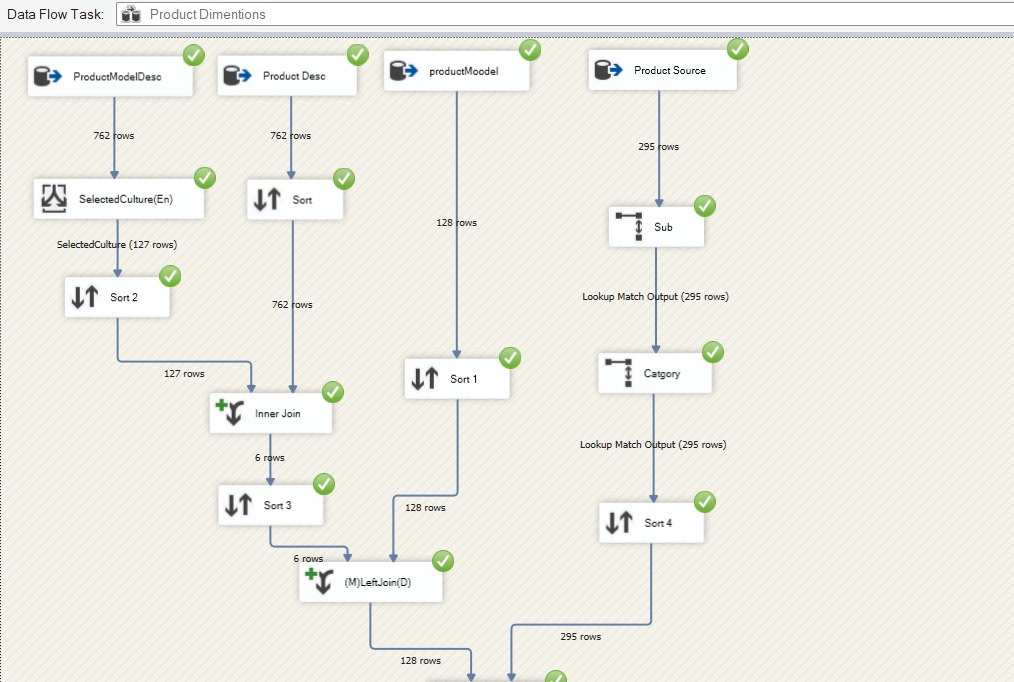 Data Flow Task: Product Dimentions
ProductModelDesc
Product Desc
productMoodel
Product Source
762 rows
762 rows
295 rows
SelectedCulture(En)
Sort
128 rows
Sub
SelectedCulture (127 rows)
Sort 2
762 rows
Lookup Match Output (295 rows)
127 rows
Sort 1
Catgory
Inner Join
6 rows
Lookup Match Output (295 rows)
Sort 3
128 rows
Sort 4
6 rows
(M)LeftJoin(D)
295 rows
128 rows